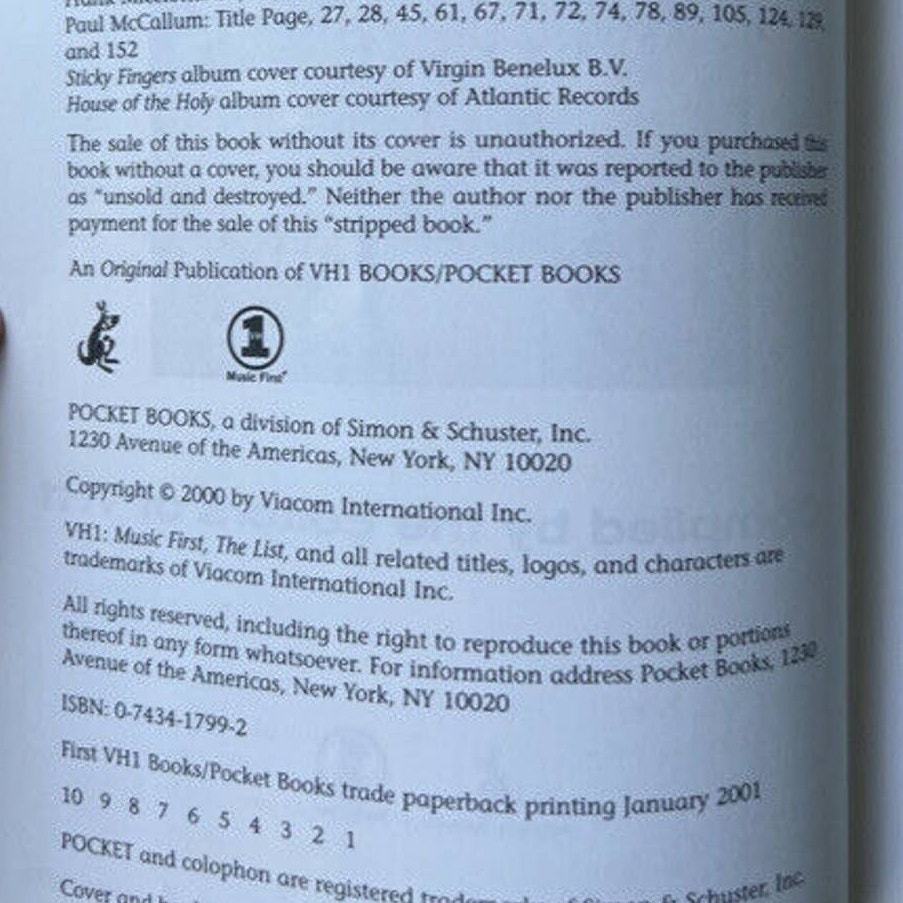 Paul McCallum: Title Page, 27, 28, 45, 61, 67, 71, 72, 74, 78, 89, 105, 124, 129,
and 152
Sticky Fingers album cover courtesy of Virgin Benelux B.V.
House of the Holy album cover courtesy of Atlantic Records
The sale of this book without its cover is unauthorized. If you purchased this
book without a cover, you should be aware that it was reported to the publisher
as “unsold and destroyed.” Neither the author nor the publisher has received
payment for the sale of this “stripped book.”
An Original Publication of VH1 BOOKS/POCKET BOOKS
1
Music First
POCKET BOOKS, a division of Simon & Schuster, Inc.
1230 Avenue of the Americas, New York, NY 10020
Copyright © 2000 by Viacom International Inc.
VH1: Music First, The List, and all related titles, logos, and characters are
trademarks of Viacom International Inc.
All rights reserved, including the right to reproduce this book or portions
thereof in any form whatsoever. For information address Pocket Books, 1230
Avenue of the Americas, New York, NY 10020
ISBN: 0-7434-1799-2
First VH1 Books/Pocket Books trade paperback printing January 2001
10 9 8 7 6 5 4 3 2 1
POCKET and colophon are registered of Simon & Schuster, Inc.
Cover and